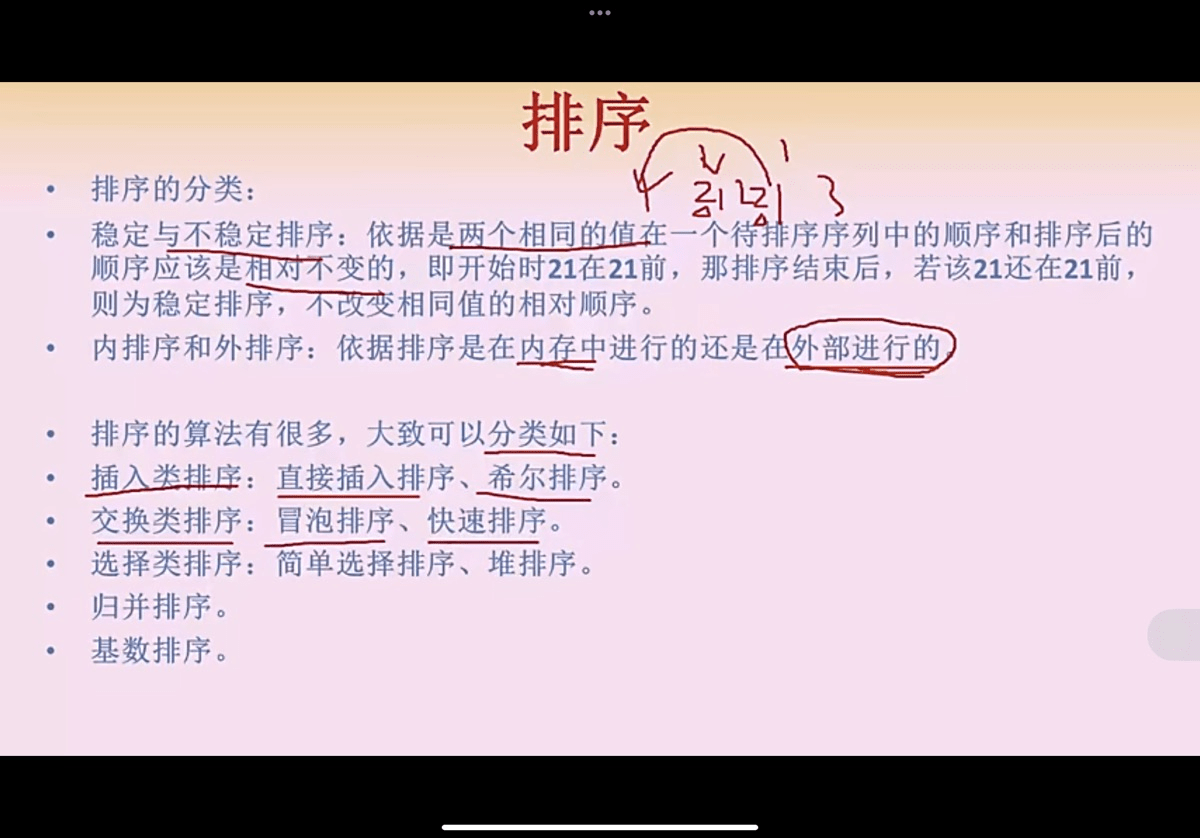 排序
• 排序的分类：
• 稳定与不稳定排序：依据是两个相同的值在一个待排序序列中的顺序和排序后的
顺序应该是相对不变的，即开始时21在21前，那排序结束后，若该21还在21前，
则为稳定排序，不改变相同值的相对顺序。
• 内排序和外排序：依据排序是在内存中进行的还是在外部进行的。
• 排序的算法有很多，大致可以分类如下：
• 插入类排序：直接插入排序、希尔排序。
• 交换类排序：冒泡排序、快速排序。
• 选择类排序：简单选择排序、堆排序。
• 归并排序。
• 基数排序。